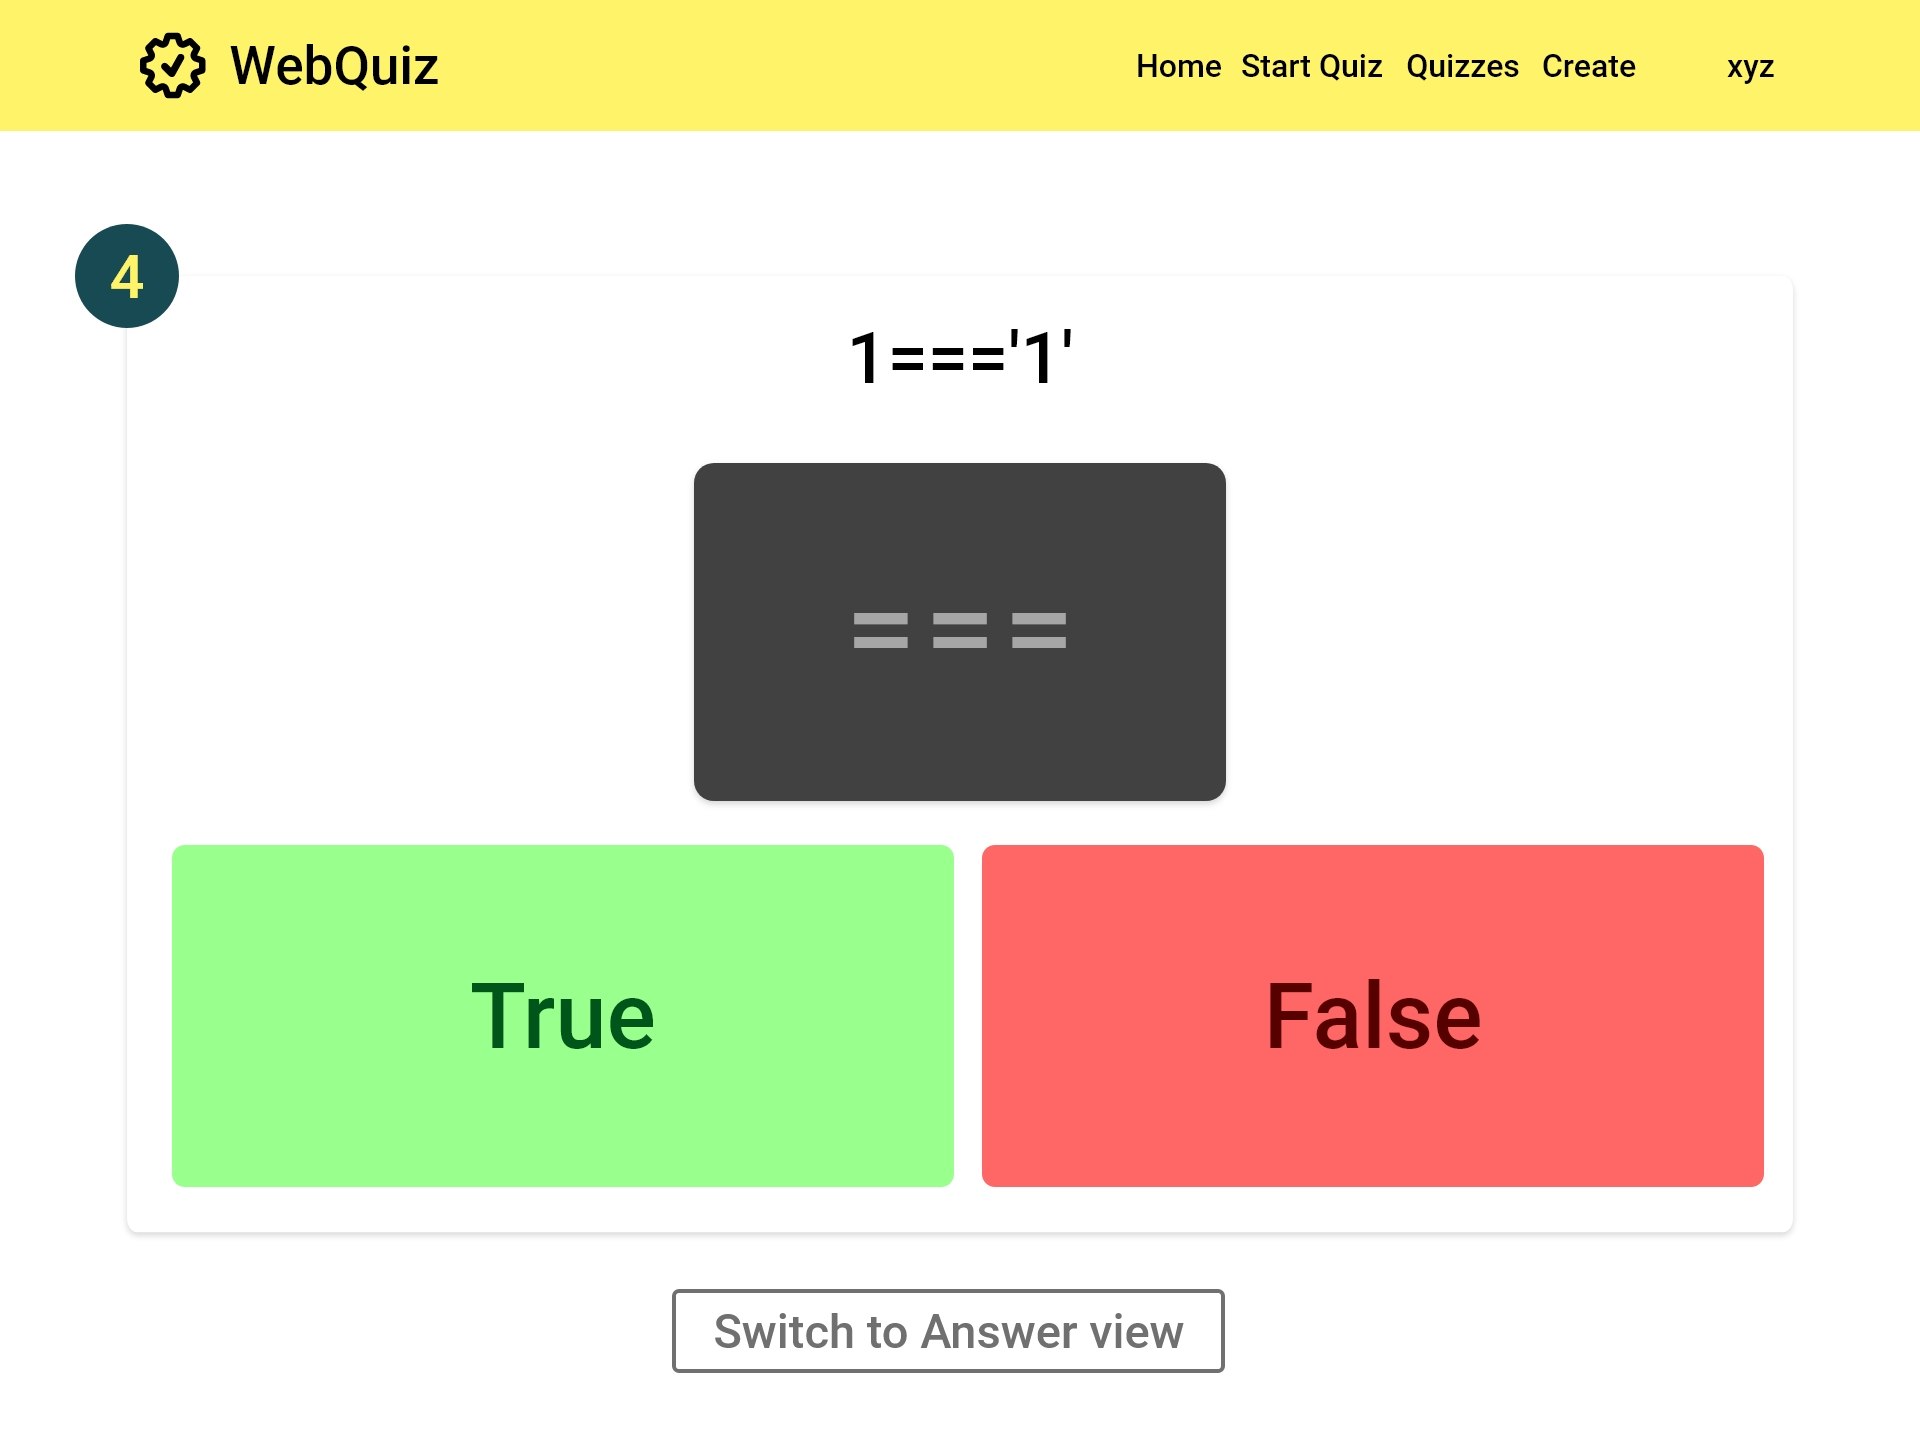 WebQuiz
Home Start Quiz Quizzes Create xyz
4
1==='1'
===
True
False
Switch to Answer view